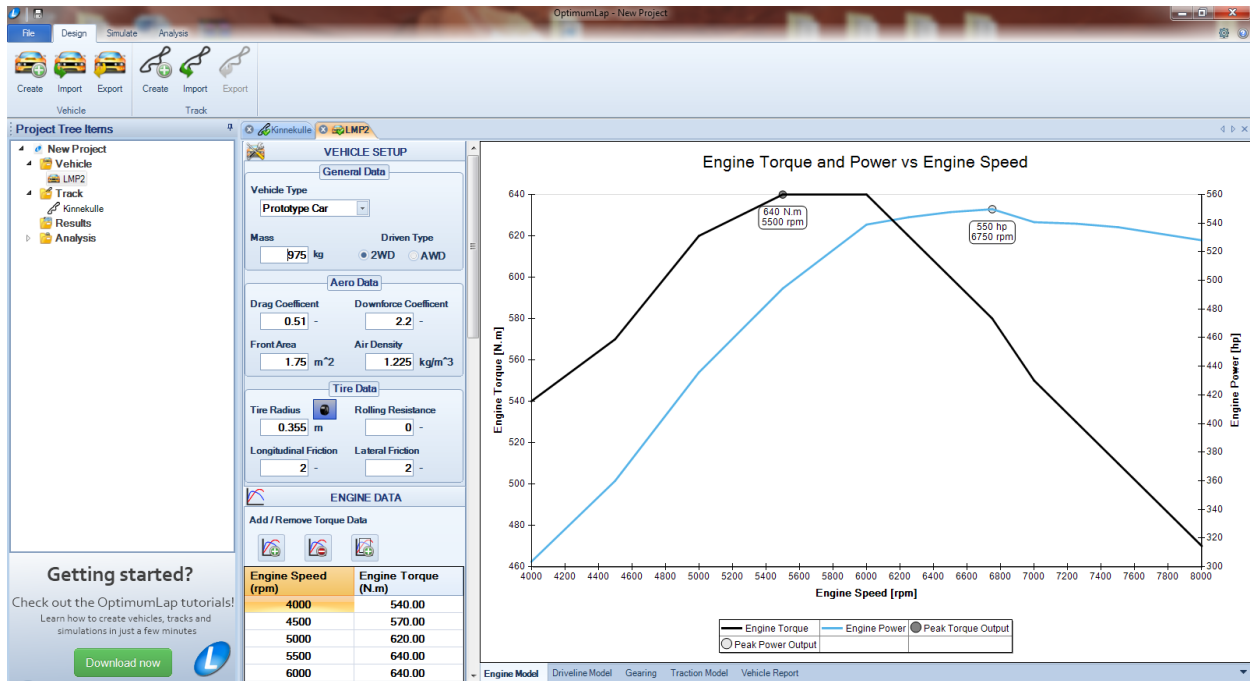 OptimumLap - New Project
File Design Simulate Analysis
Create Import Export Create Import Export
Vehicle Track
Project Tree Items
New Project
Vehicle
LMP2
Track
Kinnekulle
Results
Analysis
Getting started?
Check out the OptimumLap tutorials!
Learn how to create vehicles, tracks and
simulations in just a few minutes
Download now
Kinnekulle LMP2
VEHICLE SETUP
General Data
Vehicle Type
Prototype Car
Mass Driven Type
975 kg 2WD AWD
Aero Data
Drag Coefficent Downforce Coefficent
0.51 - 2.2 -
Front Area Air Density
1.75 m^2 1.225 kg/m^3
Tire Data
Tire Radius Rolling Resistance
0.355 m 0 -
Longitudinal Friction Lateral Friction
2 - 2 -
ENGINE DATA
Add / Remove Torque Data
Engine Speed (rpm) Engine Torque (N.m)
4000 540.00
4500 570.00
5000 620.00
5500 640.00
6000 640.00
Engine Torque and Power vs Engine Speed
640
620
600
580
560
540
520
500
480
460
Engine Torque [N.m]
640 N.m
5500 rpm
550 hp
6750 rpm
560
540
520
500
480
460
440
420
400
380
360
340
320
300
Engine Power [hp]
4000 4200 4400 4600 4800 5000 5200 5400 5600 5800 6000 6200 6400 6600 6800 7000 7200 7400 7600 7800 8000
Engine Speed [rpm]
Engine Torque Engine Power Peak Torque Output
Peak Power Output
Engine Model Driveline Model Gearing Traction Model Vehicle Report